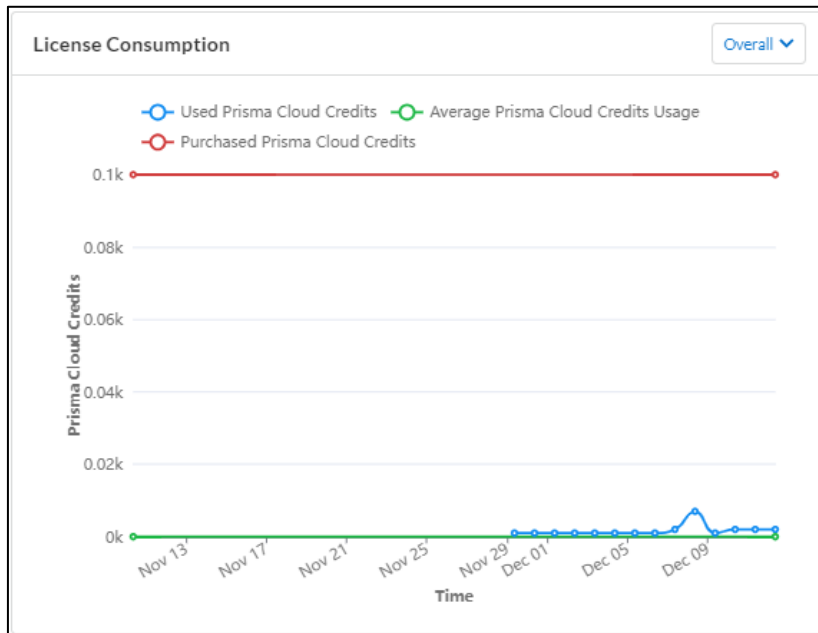 License Consumption
Overall
Used Prisma Cloud Credits
Average Prisma Cloud Credits Usage
Purchased Prisma Cloud Credits
0.1k
0.08k
0.06k
0.04k
0.02k
0k
Prisma Cloud Credits
Nov 13
Nov 17
Nov 21
Nov 25
Nov 29
Dec 01
Dec 05
Dec 09
Time